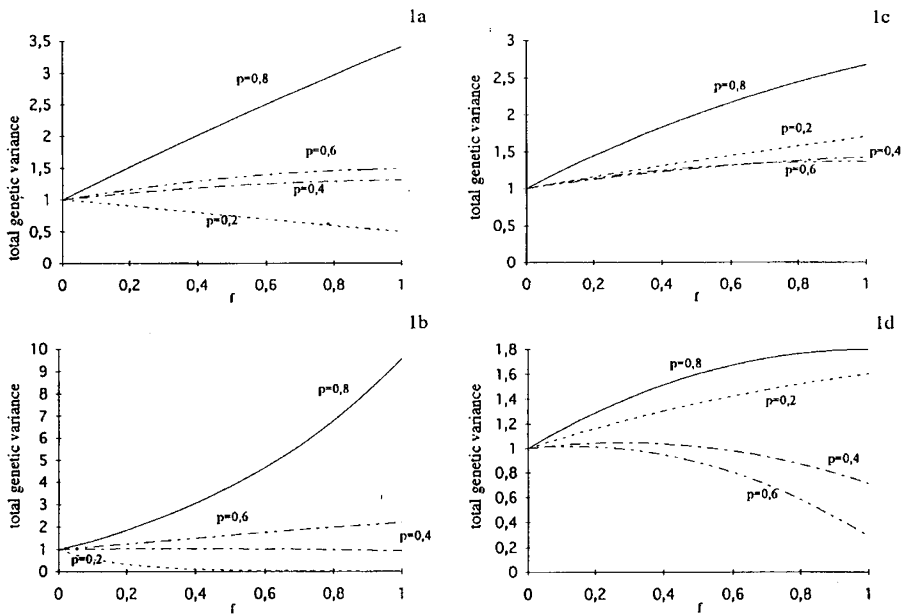 1a
3,5
3
2,5
2
1,5
1
0,5
0
total genetic variance
p=0,8
p=0,6
p=0,4
p=0,2
0 0,2 0,4 0,6 0,8 1
f
1c
3
2,5
2
1,5
1
0,5
0
total genetic variance
p=0,8
p=0,2
p=0,4
p=0,6
0 0,2 0,4 0,6 0,8 1
f
1b
10
9
8
7
6
5
4
3
2
1
0
total genetic variance
p=0,8
p=0,6
p=0,4
p=0,2
0 0,2 0,4 0,6 0,8 1
f
1d
1,8
1,6
1,4
1,2
1
0,8
0,6
0,4
0,2
0
total genetic variance
p=0,8
p=0,2
p=0,4
p=0,6
0 0,2 0,4 0,6 0,8 1
f